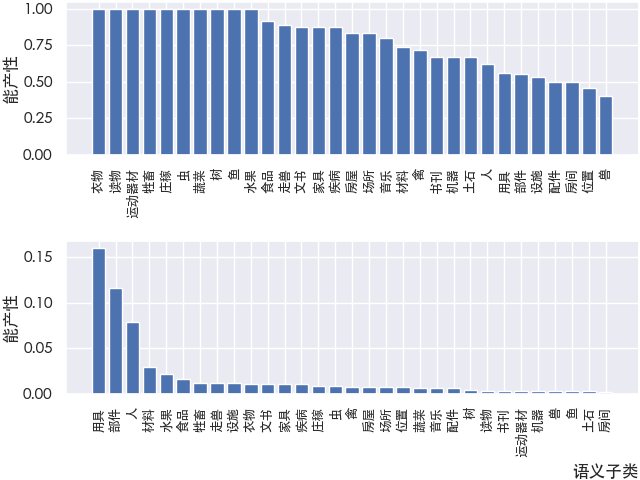 1.00
0.75
0.50
0.25
0.00
能产性
衣物 读物 运动器材 牲畜 庄稼 虫 蔬菜 树 鱼 水果 食品 走兽 文书 家具 疾病 房屋 场所 音乐 材料 禽 书刊 机器 土石 人 用具 部件 设施 配件 房间 位置 兽
0.15
0.10
0.05
0.00
能产性
用具 部件 人 材料 水果 食品 牲畜 走兽 设施 衣物 文书 家具 疾病 庄稼 虫 禽 房屋 场所 位置 蔬菜 音乐 配件 树 读物 书刊 运动器材 机器 兽 鱼 土石 房间
语义子类